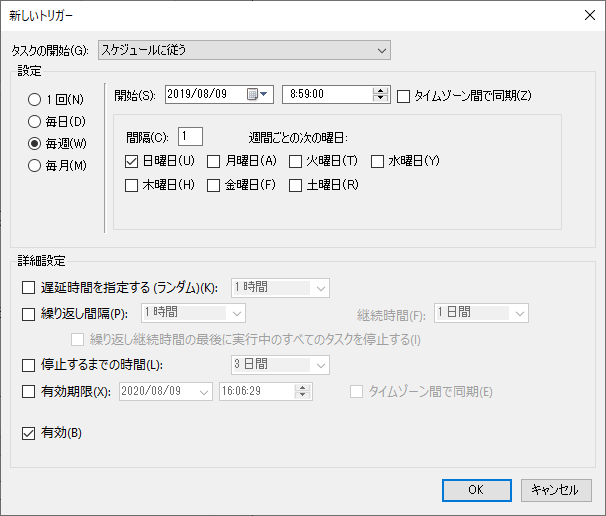 新しいトリガー
タスクの開始(G): スケジュールに従う
設定
1 回(N)
毎日(D)
毎週(W)
毎月(M)
開始(S): 2019/08/09 8:59:00 タイムゾーン間で同期(Z)
間隔(C): 1 週間ごとの次の曜日:
日曜日(U) 月曜日(A) 火曜日(T) 水曜日(Y)
木曜日(H) 金曜日(F) 土曜日(R)
詳細設定
遅延時間を指定する (ランダム)(K): 1 時間
繰り返し間隔(P): 1 時間 継続時間(F): 1 日間
繰り返し継続時間の最後に実行中のすべてのタスクを停止する(I)
停止するまでの時間(L): 3 日間
有効期限(X): 2020/08/09 16:06:29 タイムゾーン間で同期(E)
有効(B)
OK キャンセル